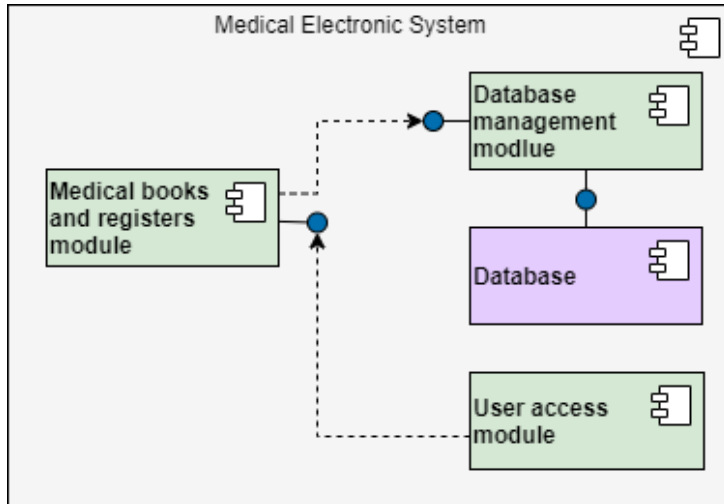 Medical Electronic System
Database
management
modlue
Medical books
and registers
module
Database
User access
module